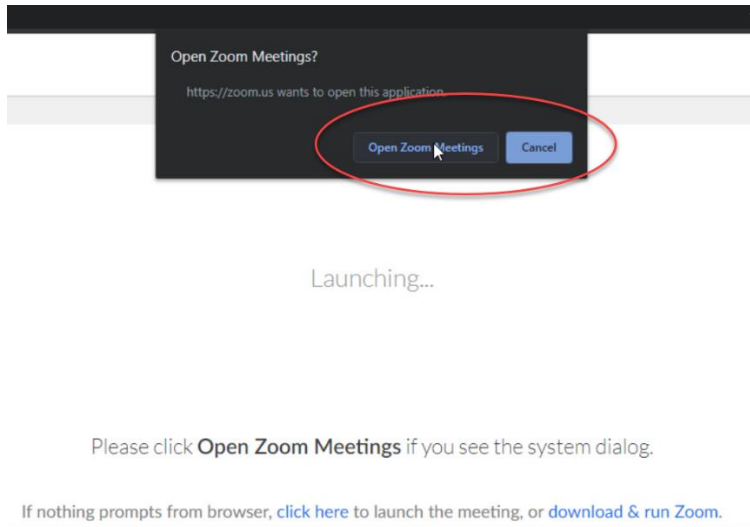 Open Zoom Meetings?
https://zoom.us wants to open this application.
Open Zoom Meetings Cancel
Launching...
Please click Open Zoom Meetings if you see the system dialog.
If nothing prompts from browser, click here to launch the meeting, or download & run Zoom.